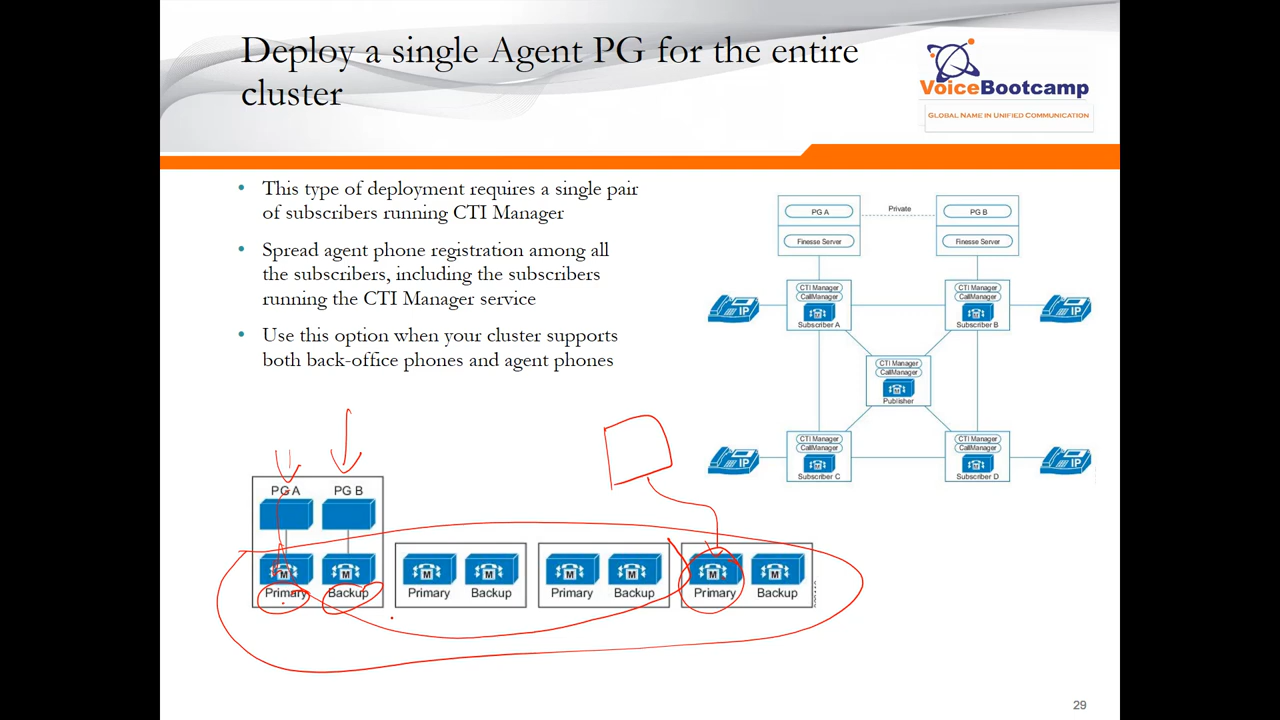 Deploy a single Agent PG for the entire
cluster
VoiceBootcamp
GLOBAL NAME IN UNIFIED COMMUNICATION
• This type of deployment requires a single pair
of subscribers running CTI Manager
• Spread agent phone registration among all
the subscribers, including the subscribers
running the CTI Manager service
• Use this option when your cluster supports
both back-office phones and agent phones
PG A
Private
PG B
Finesse Server
Finesse Server
CTI Manager
CallManager
Subscriber A
CTI Manager
CallManager
Subscriber B
IP
IP
CTI Manager
CallManager
Publisher
CTI Manager
CallManager
Subscriber C
CTI Manager
CallManager
Subscriber D
IP
IP
PG A
PG B
M
M
M
M
M
M
M
M
Primary
Backup
Primary
Backup
Primary
Backup
Primary
Backup
29